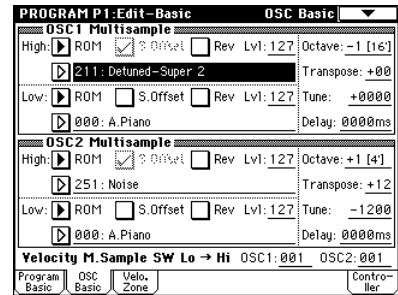 PROGRAM P1:Edit-Basic OSC Basic
OSC1 Multisample
High: ROM S.Offset Rev Lvl:127 Octave:-1 [16']
211: Detuned-Super 2 Transpose:+00
Low: ROM S.Offset Rev Lvl:127 Tune: +0000
000: A.Piano Delay: 0000ms
OSC2 Multisample
High: ROM S.Offset Rev Lvl:127 Octave:+1 [4']
251: Noise Transpose:+12
Low: ROM S.Offset Rev Lvl:127 Tune: -1200
000: A.Piano Delay: 0000ms
Velocity M.Sample SW Lo → Hi OSC1:001 OSC2:001
Program Basic OSC Basic Velo. Zone Contro- ller